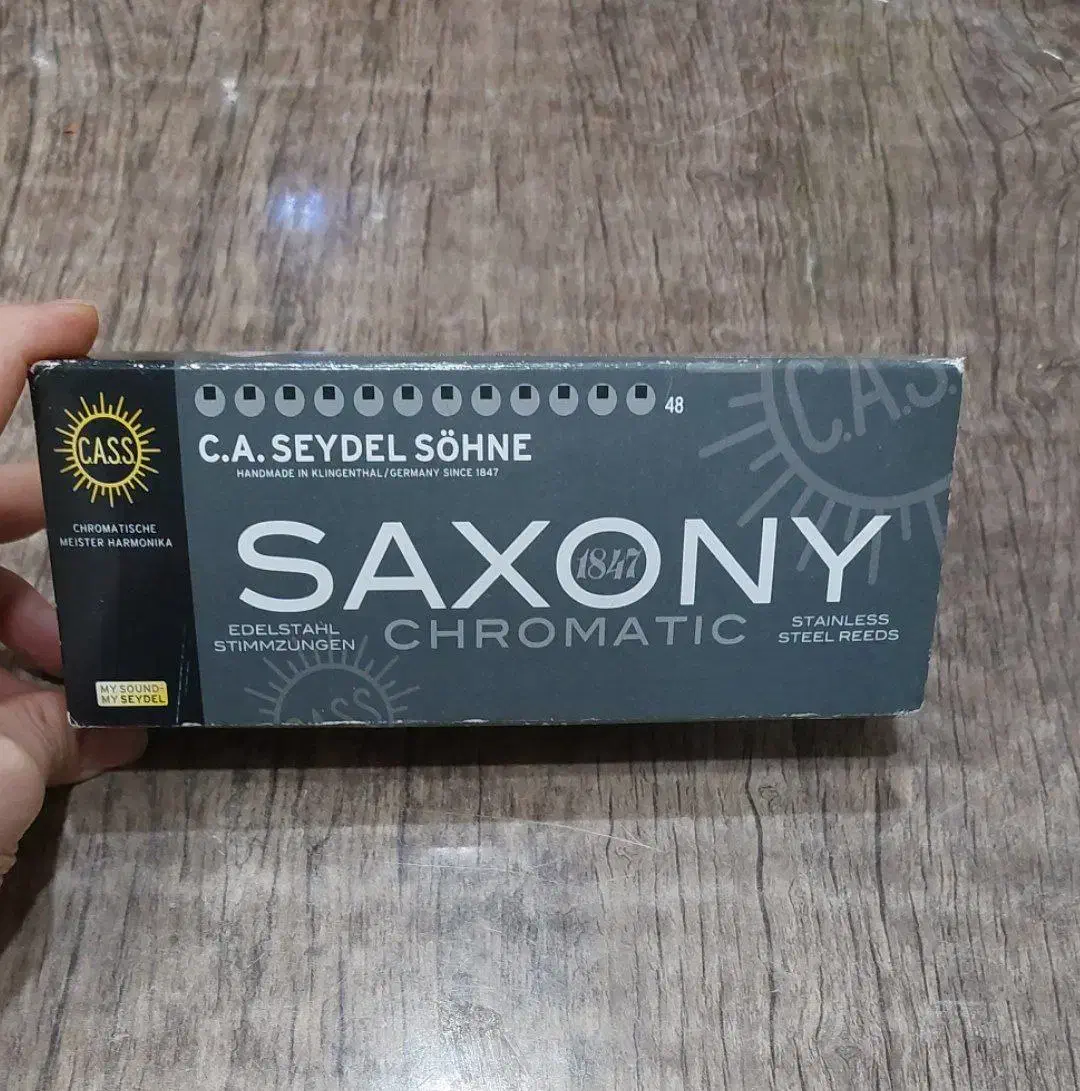 C.A.S.S
CHROMATISCHE
MEISTER HARMONIKA
MY SOUND-
MY SEYDEL
48
C.A. SEYDEL SÖHNE
HANDMADE IN KLINGENTHAL/GERMANY SINCE 1847
SAXONY
1847
CHROMATIC
EDELSTAHL
STIMMZUNGEN
STAINLESS
STEEL REEDS
C.A.S.
CASS